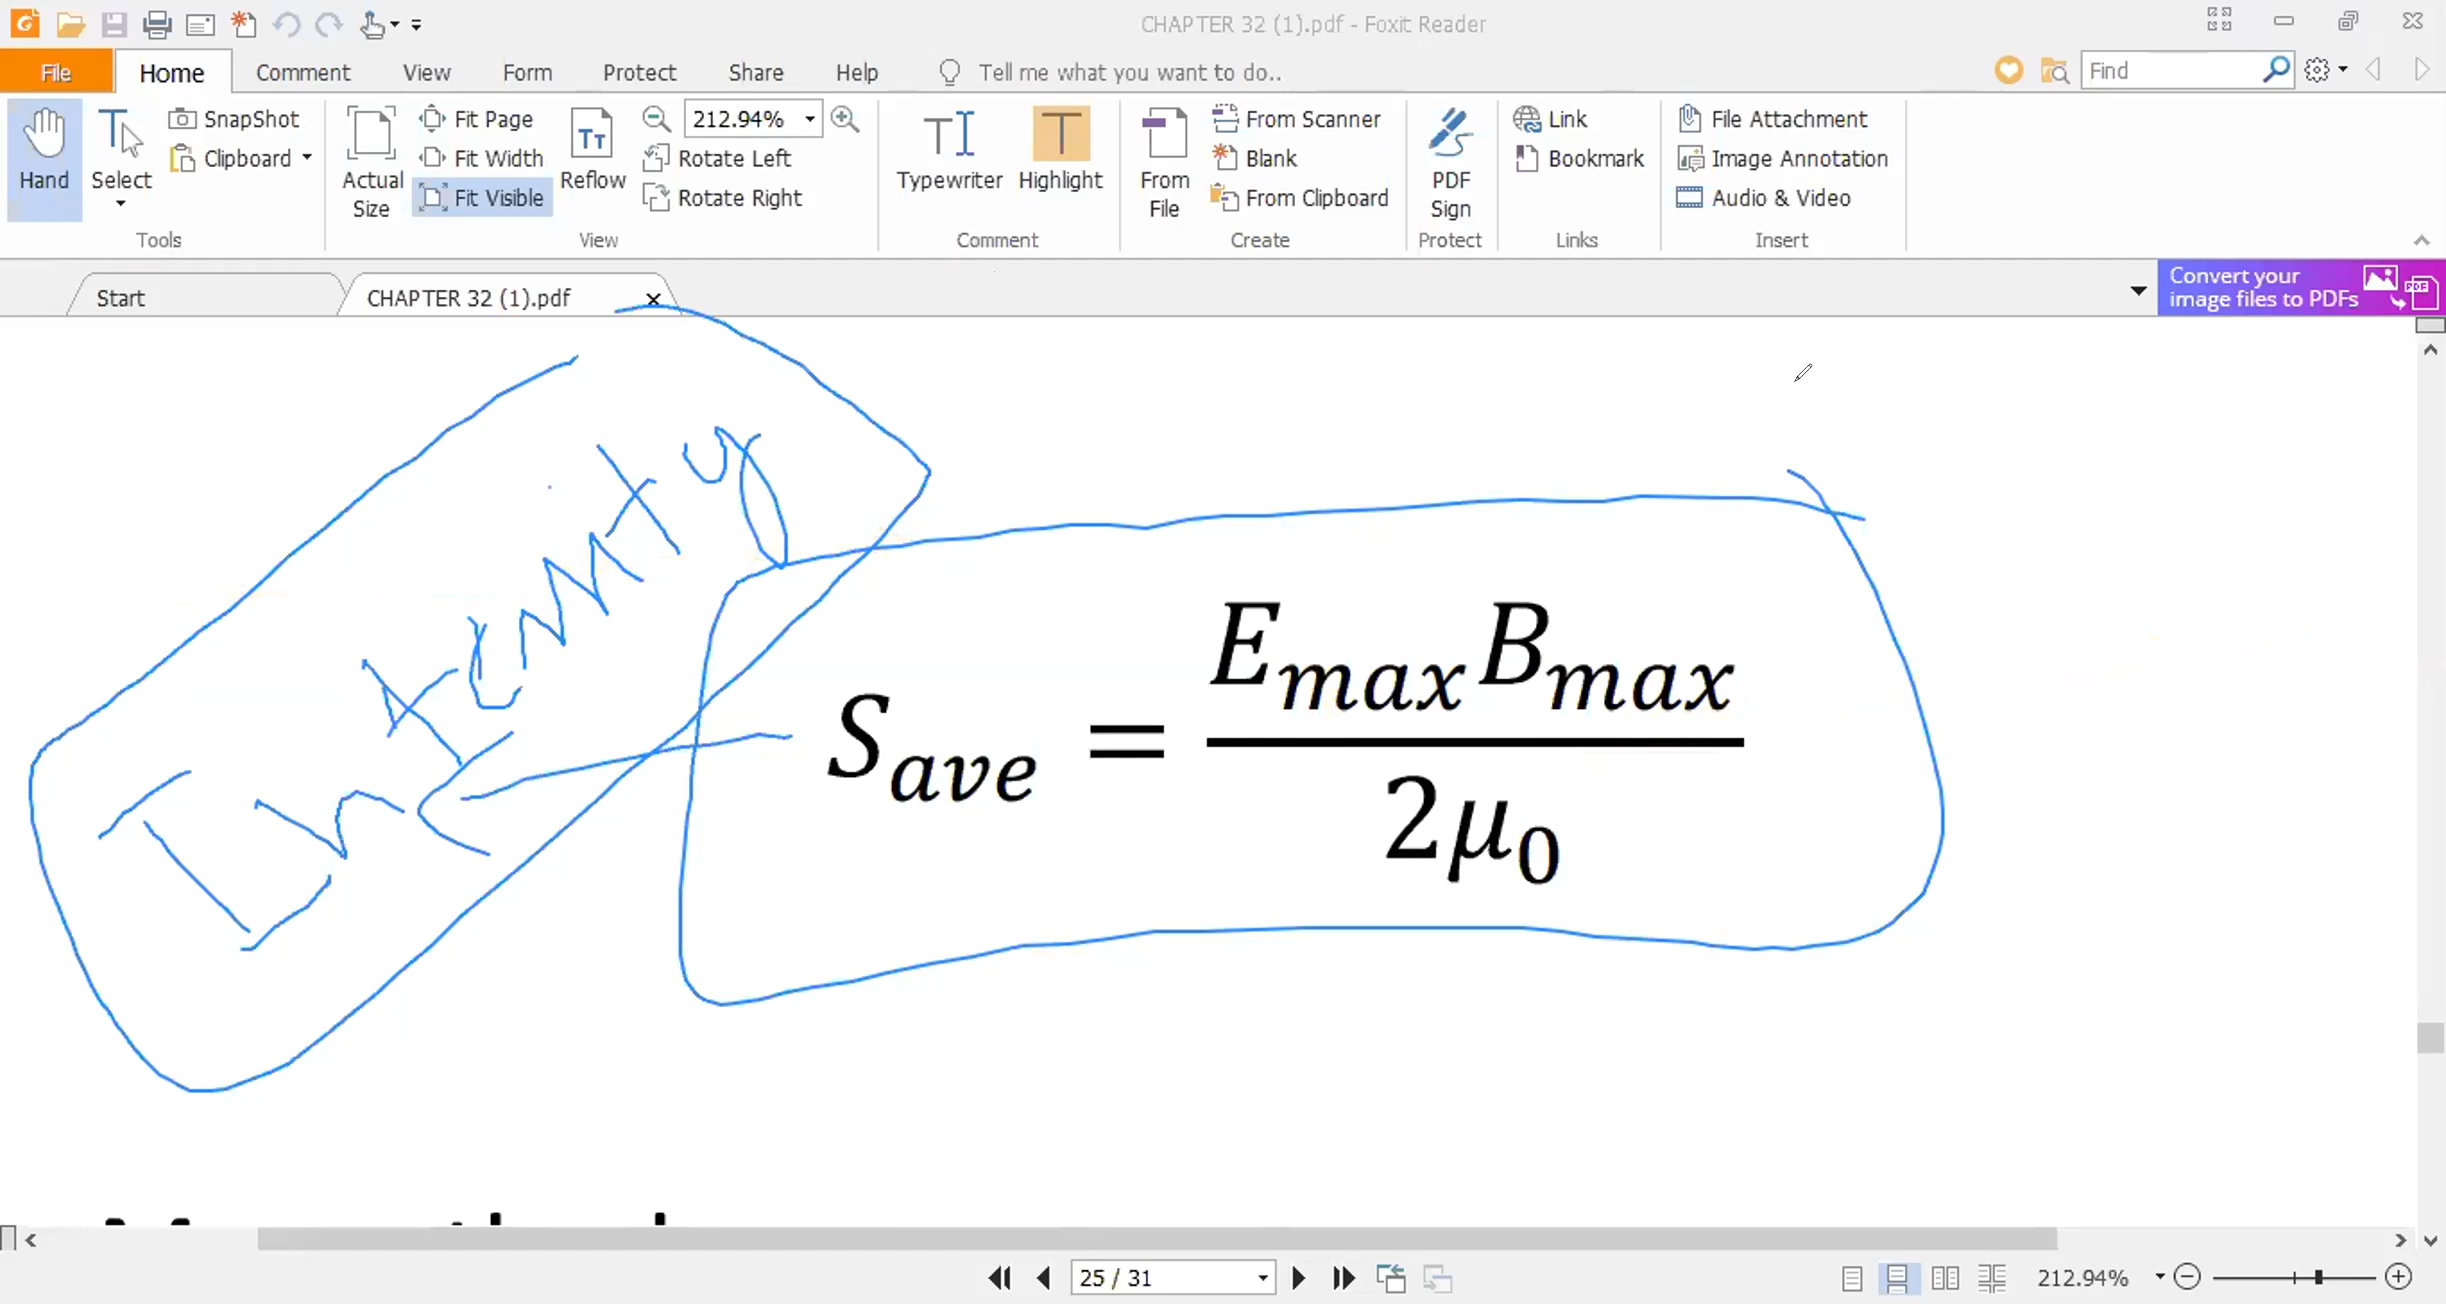 CHAPTER 32 (1).pdf - Foxit Reader
File Home Comment View Form Protect Share Help Tell me what you want to do.. Find
Hand
Select
SnapShot
Clipboard
Tools
Actual Size
Fit Page
Fit Width
Fit Visible
Reflow
212.94%
Rotate Left
Rotate Right
View
Typewriter
Highlight
Comment
From File
From Scanner
Blank
From Clipboard
Create
PDF Sign
Protect
Link
Bookmark
Links
File Attachment
Image Annotation
Audio & Video
Insert
Start
CHAPTER 32 (1).pdf
Convert your
image files to PDFs
PDF
Intensity
S_ave = E_max B_max / 2μ_0
25 / 31
212.94%